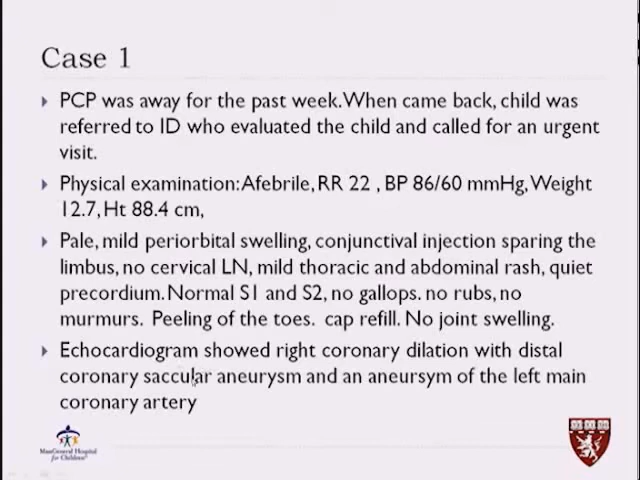 Case 1
PCP was away for the past week. When came back, child was
referred to ID who evaluated the child and called for an urgent
visit.
Physical examination: Afebrile, RR 22 , BP 86/60 mmHg, Weight
12.7, Ht 88.4 cm,
Pale, mild periorbital swelling, conjunctival injection sparing the
limbus, no cervical LN, mild thoracic and abdominal rash, quiet
precordium. Normal S1 and S2, no gallops. no rubs, no
murmurs. Peeling of the toes. cap refill. No joint swelling.
Echocardiogram showed right coronary dilation with distal
coronary saccular aneurysm and an aneursym of the left main
coronary artery
MassGeneral Hospital
for Children